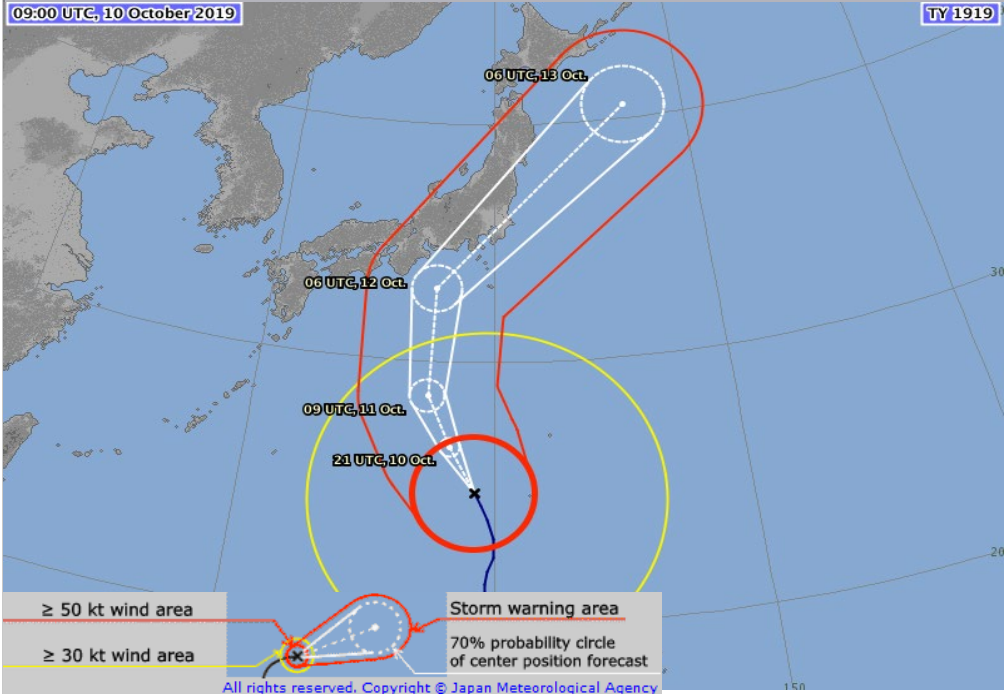 09:00 UTC, 10 October 2019
TY 1919
06 UTC, 13 Oct.
30
06 UTC, 12 Oct.
09 UTC, 11 Oct.
21 UTC, 10 Oct.
20
≥ 50 kt wind area
Storm warning area
≥ 30 kt wind area
70% probability circle
of center position forecast
150
All rights reserved. Copyright © Japan Meteorological Agency